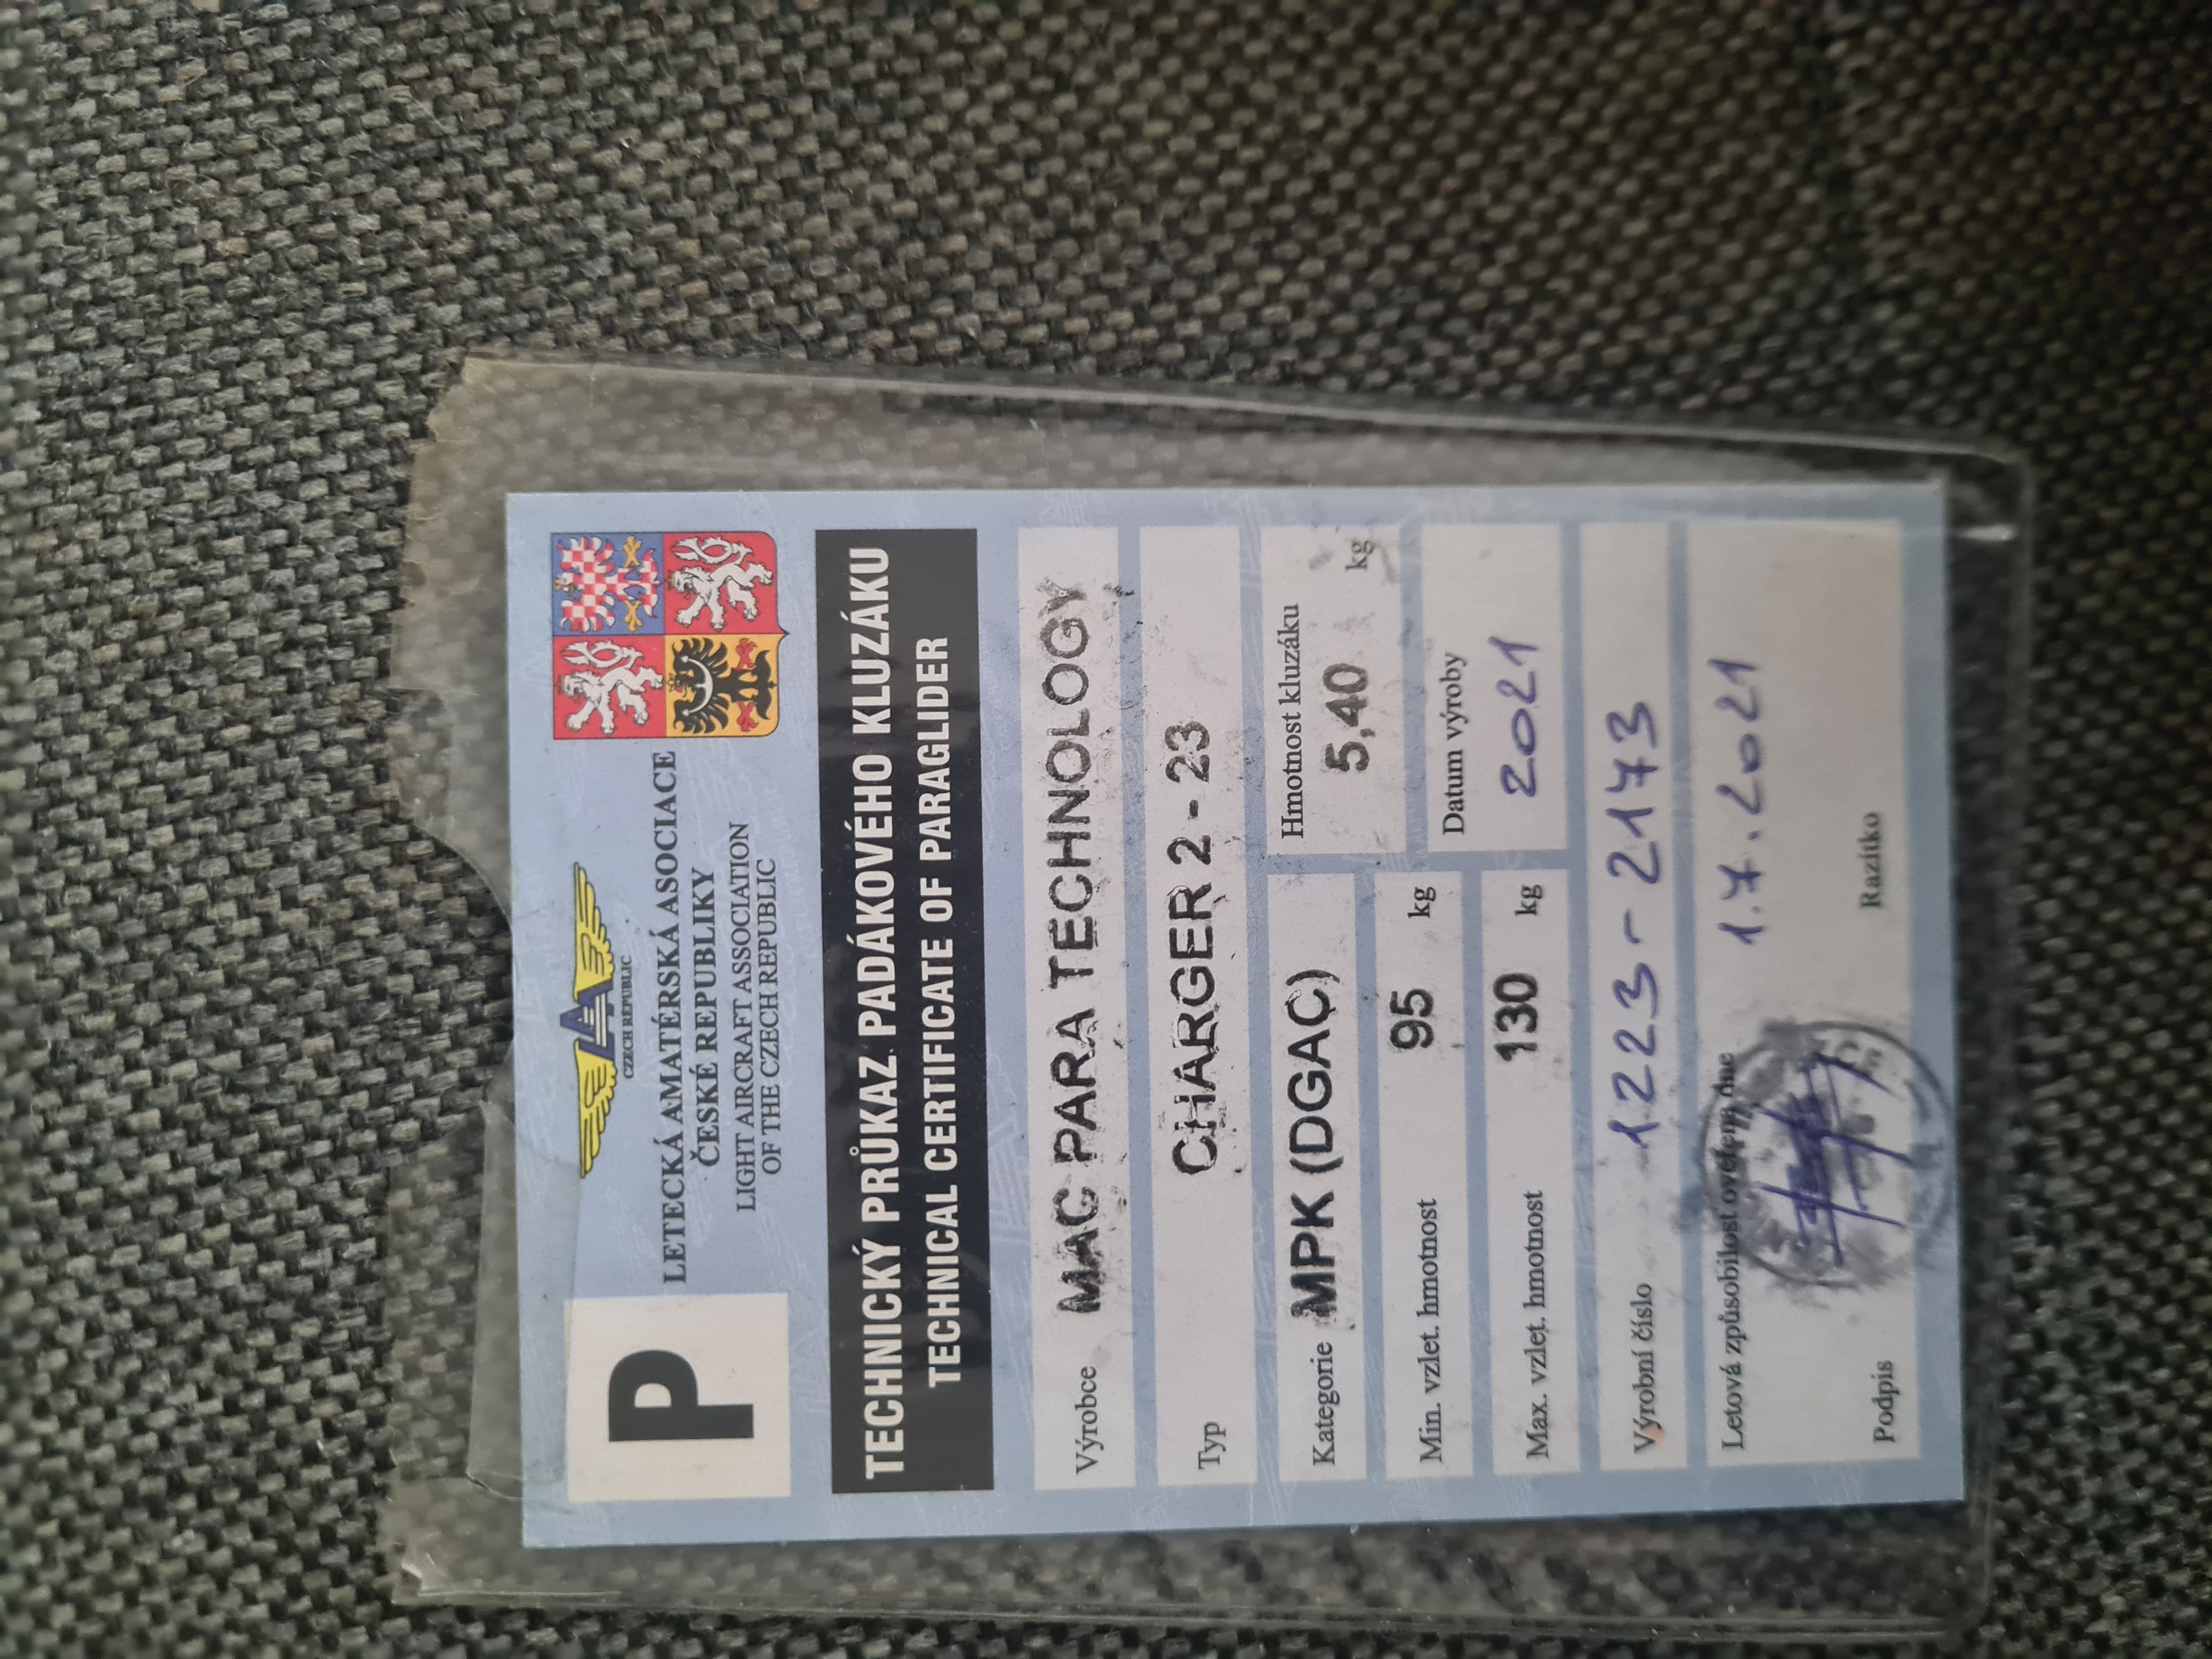 P
CZECH REPUBLIC
LETECKÁ AMATÉRSKÁ ASOCIACE
ČESKÉ REPUBLIKY
LIGHT AIRCRAFT ASSOCIATION
OF THE CZECH REPUBLIC
TECHNICKÝ PRŮKAZ PADÁKOVÉHO KLUZÁKU
TECHNICAL CERTIFICATE OF PARAGLIDER
Výrobce MAC PARA TECHNOLOGY
Typ CHARGER 2 - 23
Kategorie MPK (DGAC)
Hmotnost kluzáku
5,40 kg
Min. vzlet. hmotnost 95 kg
Datum výroby
2021
Max. vzlet. hmotnost 130 kg
Výrobní číslo 1223-2173
Letová způsobilost ověřena dne 1.7.2021
Podpis Razítko